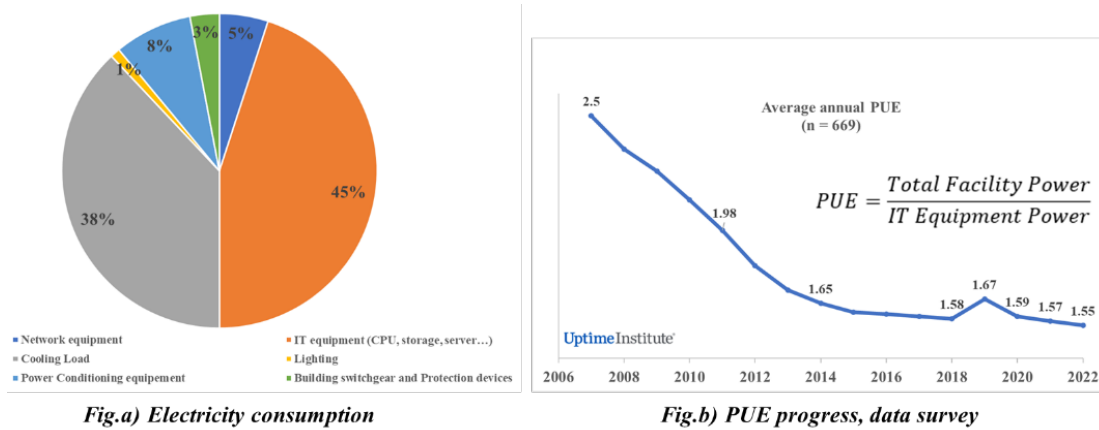 3%
5%
8%
1%
45%
38%
Network equipment
IT equipment (CPU, storage, server…)
Cooling Load
Lighting
Power Conditioning equipement
Building switchgear and Protection devices
Fig.a) Electricity consumption
2.5
Average annual PUE
(n = 669)
PUE = Total Facility Power
IT Equipment Power
1.98
1.65
1.58
1.67
1.59
1.57
1.55
UptimeInstitute®
2006 2008 2010 2012 2014 2016 2018 2020 2022
Fig.b) PUE progress, data survey